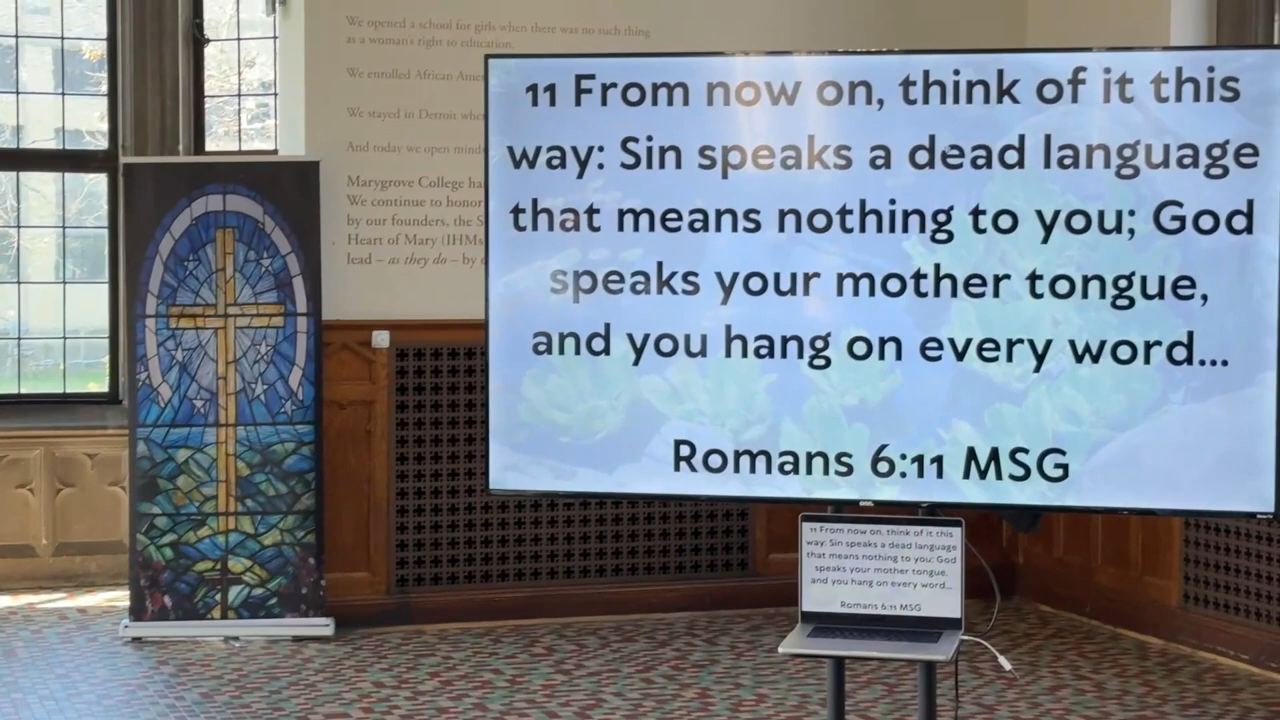 We opened a school for girls when there was no such thing
as a woman's right to education.
We enrolled African Amer
We stayed in Detroit whe
And today we open mind
Marygrove College ha
We continue to honor
by our founders, the S
Heart of Mary (IHMs
lead – as they do – by
11 From now on, think of it this
way: Sin speaks a dead language
that means nothing to you; God
speaks your mother tongue,
and you hang on every word...
Romans 6:11 MSG
11 From now on, think of it this
way: Sin speaks a dead language
that means nothing to you; God
speaks your mother tongue,
and you hang on every word...
Romans 6:11 MSG